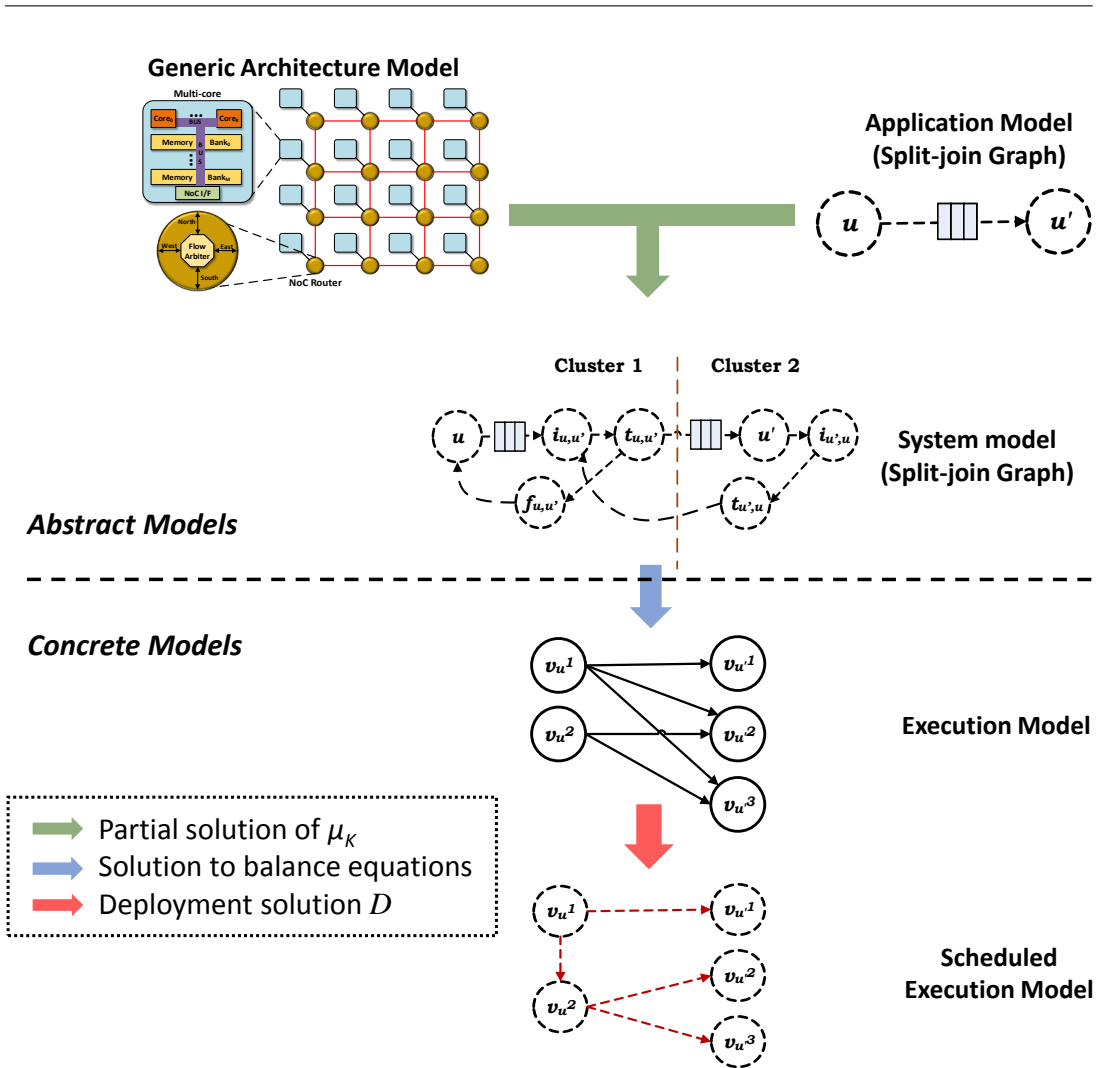 Generic Architecture Model
Multi-core
Core0
Corek
BUS
Memory
Bank0
B
U
S
Memory
BankM
NoC I/F
North
West
Flow
Arbiter
East
South
NoC Router
Application Model
(Split-join Graph)
u
u'
Cluster 1
Cluster 2
u
iu,u'
tu,u'
u'
iu',u
fu,u'
tu',u
System model
(Split-join Graph)
Abstract Models
Concrete Models
vu1
vu'1
vu2
vu'2
vu'3
Execution Model
Partial solution of μK
Solution to balance equations
Deployment solution D
vu1
vu'1
vu2
vu'2
vu'3
Scheduled
Execution Model